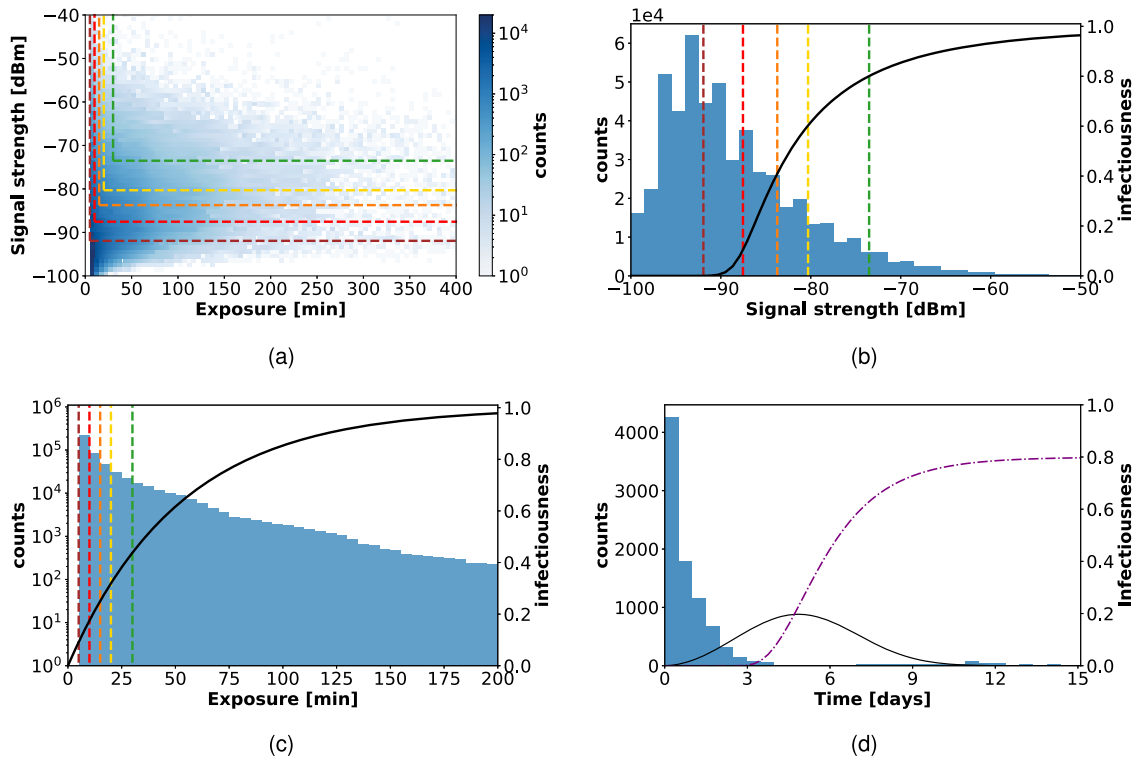 −40
−50
−60
−70
−80
−90
−100
Signal strength [dBm]
0 50 100 150 200 250 300 350 400
Exposure [min]
10^4
10^3
10^2
10^1
10^0
counts
(a)
1e4
6
5
4
3
2
1
0
counts
1.0
0.8
0.6
0.4
0.2
0.0
infectiousness
−100 −90 −80 −70 −60 −50
Signal strength [dBm]
(b)
10^6
10^5
10^4
10^3
10^2
10^1
10^0
counts
1.0
0.8
0.6
0.4
0.2
0.0
infectiousness
0 25 50 75 100 125 150 175 200
Exposure [min]
(c)
4000
3000
2000
1000
0
counts
1.0
0.8
0.6
0.4
0.2
0.0
Infectiousness
0 3 6 9 12 15
Time [days]
(d)